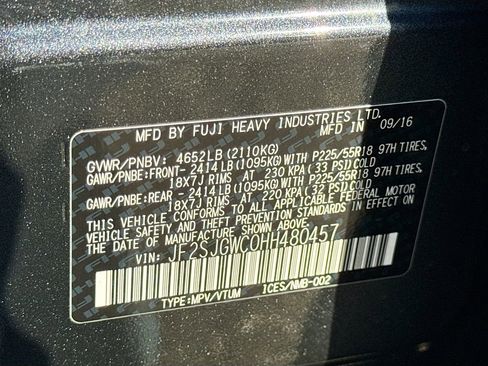 MFD BY FUJI HEAVY INDUSTRIES LTD.
MFD IN 09/16
GVWR/PNBV: 4652LB (2110KG)
GAWR/PNBE:FRONT- 2414LB(1095KG)WITH P225/55R18 97H TIRES,
18X7J RIMS AT 230 KPA (33 PSI)COLD
GAWR/PNBE:REAR - 2414LB(1095KG)WITH P225/55R18 97H TIRES,
18X7J RIMS AT 220 KPA (32 PSI)COLD
THIS VEHICLE CONFORMS TO ALL APPLICABLE FEDERAL MOTOR
VEHICLE SAFETY AND THEFT PREVENTION STANDARDS IN EFFECT ON
THE DATE OF MANUFACTURE SHOWN ABOVE.
VIN: JF2SJGWC0HH480457
TYPE:MPV/VTUM ICES/NMB-002